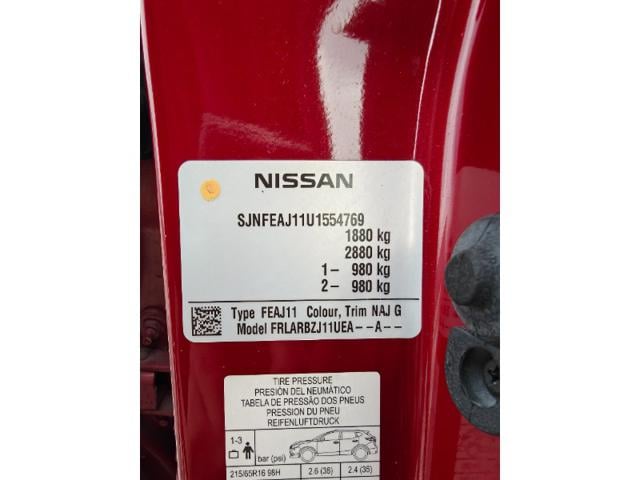 NISSAN
SJNFEAJ11U1554769
1880 kg
2880 kg
1- 980 kg
2- 980 kg
Type FEAJ11 Colour, Trim NAJ G
Model FRLARBZJ11UEA--A--
TIRE PRESSURE
PRESIÓN DEL NEUMÁTICO
TABELA DE PRESSÃO DOS PNEUS
PRESSION DU PNEU
REIFENLUFTDRUCK
1-3
bar (psi)
215/65R16 98H 2.6 (38) 2.4 (35)